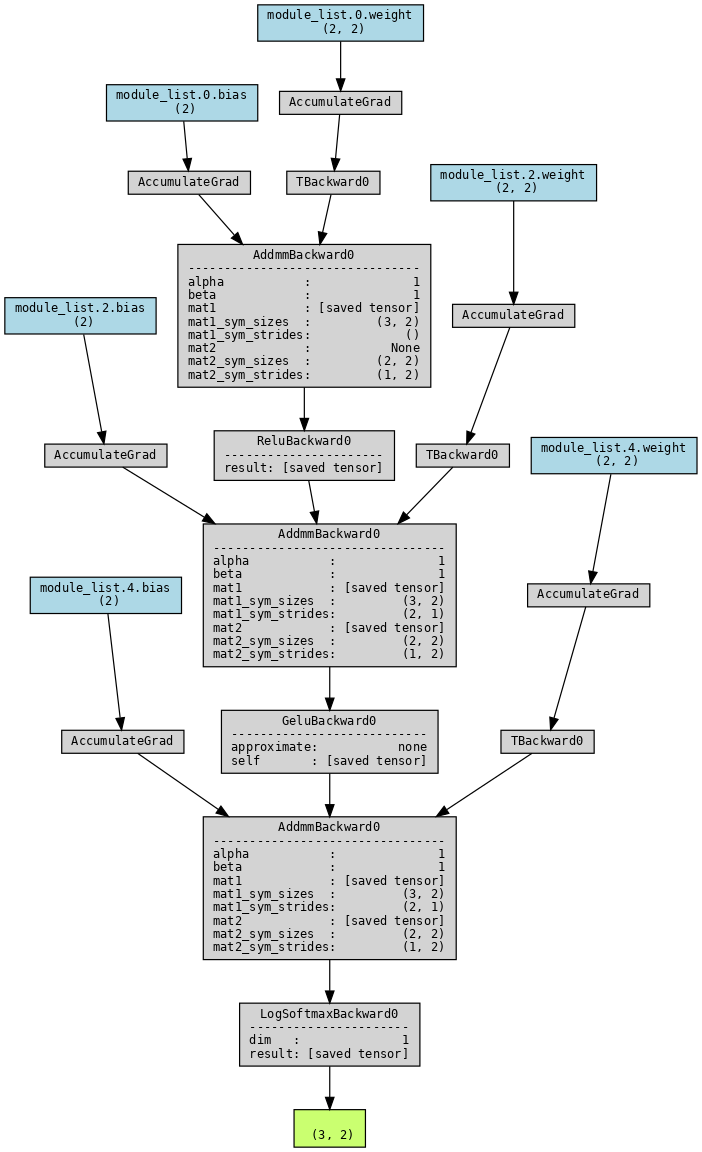 module_list.0.weight
(2, 2)
module_list.0.bias
(2)
AccumulateGrad
AccumulateGrad
TBackward0
module_list.2.weight
(2, 2)
AddmmBackward0
--------------------------------
alpha           :              1
beta            :              1
mat1            : [saved tensor]
mat1_sym_sizes  :         (3, 2)
mat1_sym_strides:             ()
mat2            :           None
mat2_sym_sizes  :         (2, 2)
mat2_sym_strides:         (1, 2)
module_list.2.bias
(2)
AccumulateGrad
AccumulateGrad
ReluBackward0
----------------------
result: [saved tensor]
TBackward0
module_list.4.weight
(2, 2)
AddmmBackward0
--------------------------------
alpha           :              1
beta            :              1
mat1            : [saved tensor]
mat1_sym_sizes  :         (3, 2)
mat1_sym_strides:         (2, 1)
mat2            : [saved tensor]
mat2_sym_sizes  :         (2, 2)
mat2_sym_strides:         (1, 2)
module_list.4.bias
(2)
AccumulateGrad
AccumulateGrad
GeluBackward0
---------------------------
approximate:           none
self       : [saved tensor]
TBackward0
AddmmBackward0
--------------------------------
alpha           :              1
beta            :              1
mat1            : [saved tensor]
mat1_sym_sizes  :         (3, 2)
mat1_sym_strides:         (2, 1)
mat2            : [saved tensor]
mat2_sym_sizes  :         (2, 2)
mat2_sym_strides:         (1, 2)
LogSoftmaxBackward0
----------------------
dim   :              1
result: [saved tensor]
(3, 2)